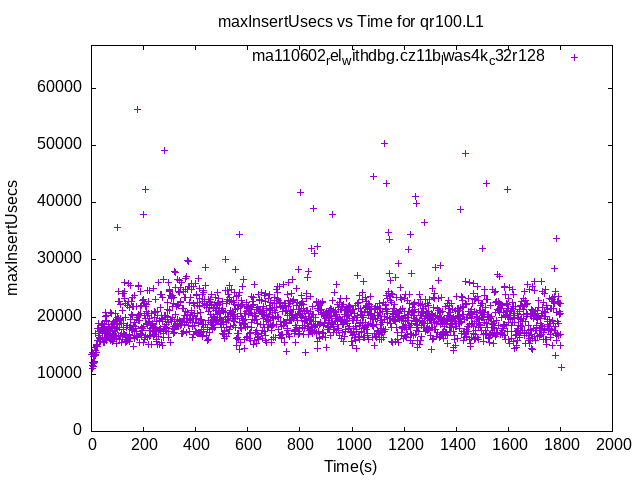 maxInsertUsecs vs Time for qr100.L1
ma110602_rel_withdbg.cz11b_lwas4k_c32r128
60000
50000
40000
30000
20000
10000
0
maxInsertUsecs
0 200 400 600 800 1000 1200 1400 1600 1800 2000
Time(s)